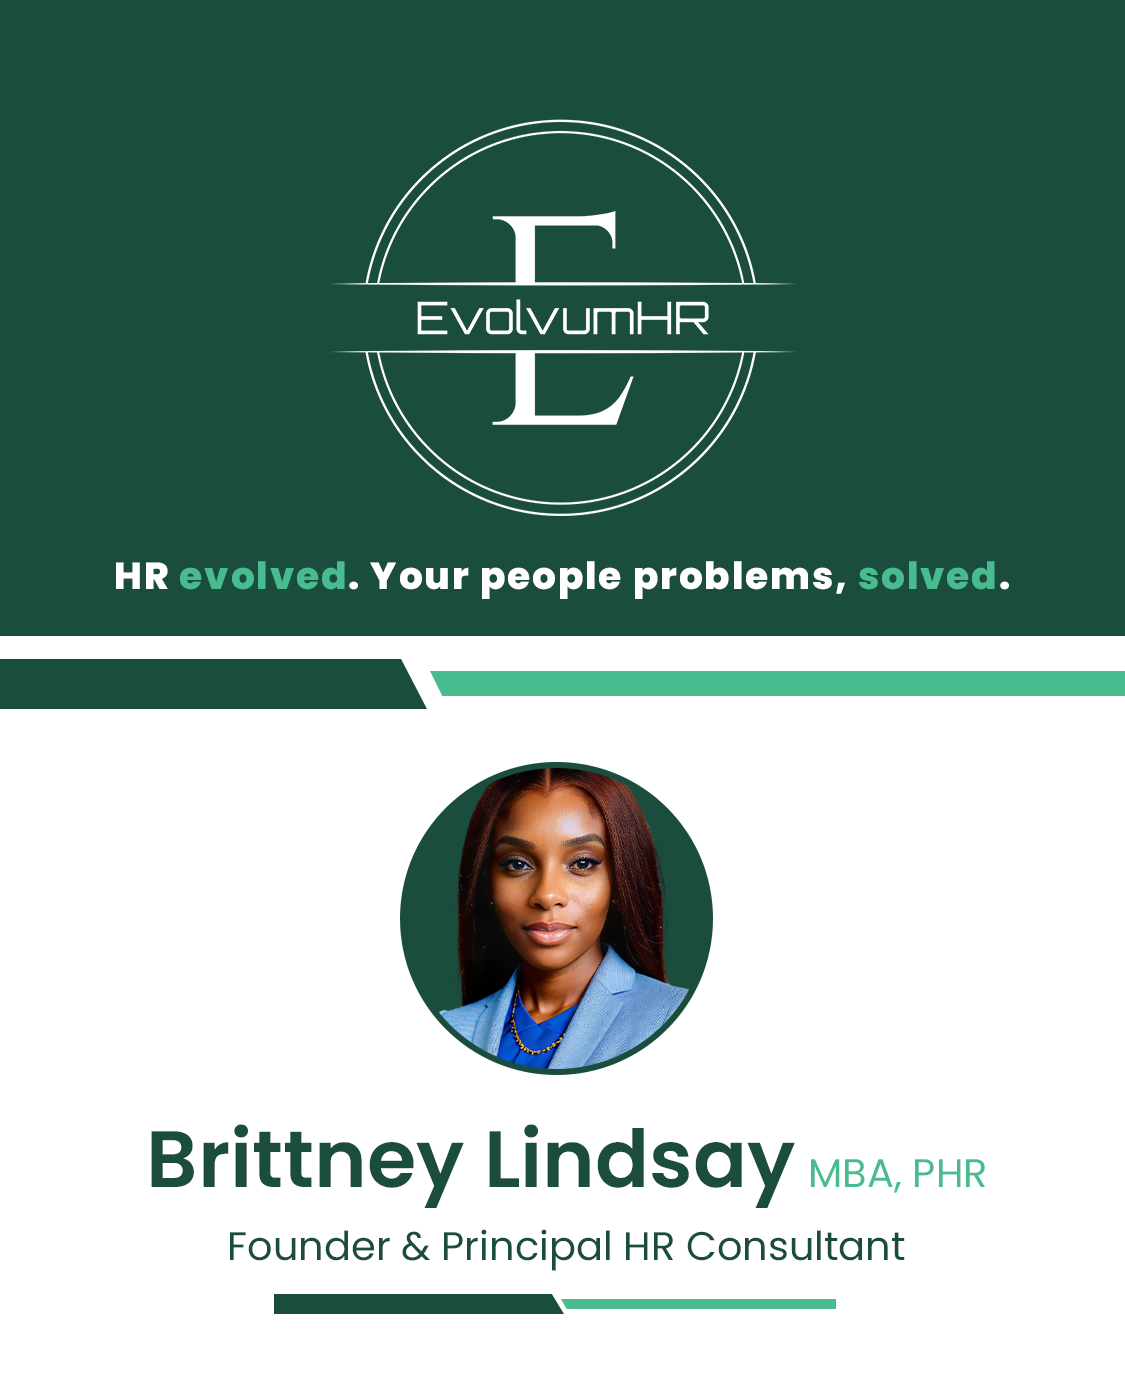 E
EvolvumHR
HR evolved. Your people problems, solved.
Brittney Lindsay MBA, PHR
Founder & Principal HR Consultant